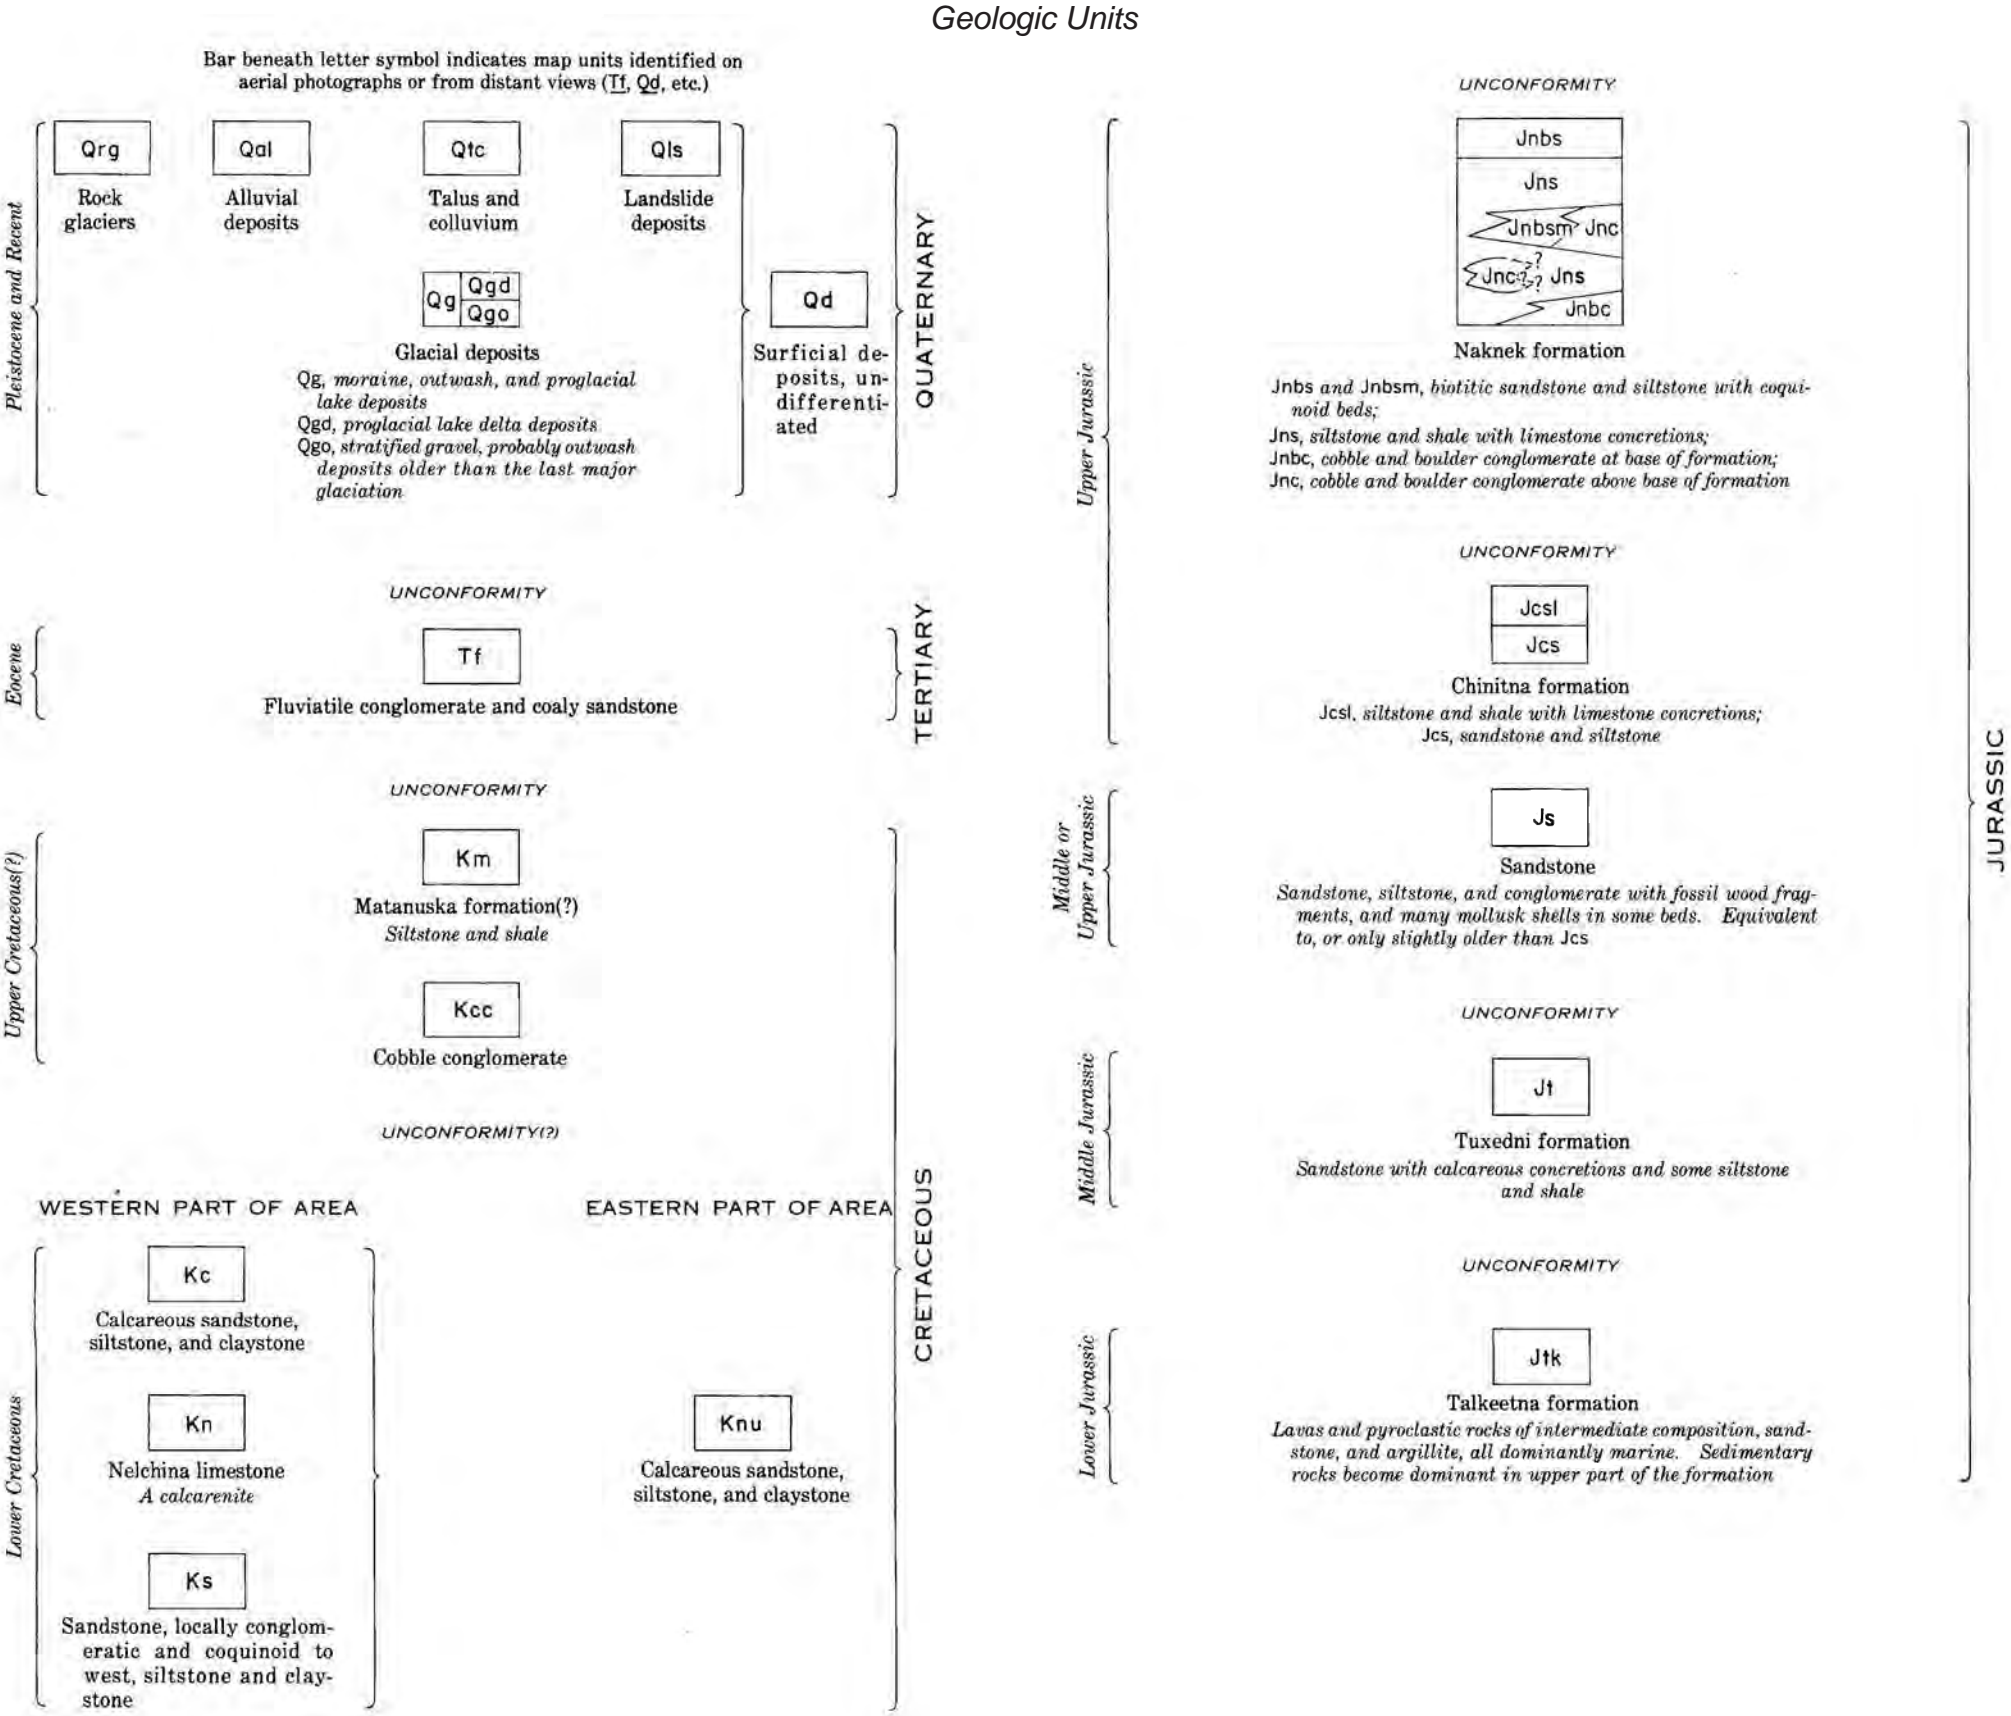 Geologic Units
Bar beneath letter symbol indicates map units identified on
aerial photographs or from distant views (Tf, Qd, etc.)
Pleistocene and Recent
Qrg
Rock
glaciers
Qal
Alluvial
deposits
Qtc
Talus and
colluvium
Qls
Landslide
deposits
Qg
Qgd
Qgo
Glacial deposits
Qg, moraine, outwash, and proglacial
lake deposits
Qgd, proglacial lake delta deposits
Qgo, stratified gravel, probably outwash
deposits older than the last major
glaciation
Qd
Surficial de-
posits, un-
differenti-
ated
QUATERNARY
UNCONFORMITY
Eocene
Tf
Fluviatile conglomerate and coaly sandstone
TERTIARY
UNCONFORMITY
Upper Cretaceous(?)
Km
Matanuska formation(?)
Siltstone and shale
Kcc
Cobble conglomerate
UNCONFORMITY(?)
WESTERN PART OF AREA
EASTERN PART OF AREA
Lower Cretaceous
Kc
Calcareous sandstone,
siltstone, and claystone
Kn
Nelchina limestone
A calcarenite
Ks
Sandstone, locally conglom-
eratic and coquinoid to
west, siltstone and clay-
stone
Knu
Calcareous sandstone,
siltstone, and claystone
CRETACEOUS
UNCONFORMITY
Upper Jurassic
Jnbs
Jns
Jnbsm Jnc
?
Jnc ? ? Jns
Jnbc
Naknek formation
Jnbs and Jnbsm, biotitic sandstone and siltstone with coqui-
noid beds;
Jns, siltstone and shale with limestone concretions;
Jnbc, cobble and boulder conglomerate at base of formation;
Jnc, cobble and boulder conglomerate above base of formation
UNCONFORMITY
Jcsl
Jcs
Chinitna formation
Jcsl, siltstone and shale with limestone concretions;
Jcs, sandstone and siltstone
Middle or
Upper Jurassic
Js
Sandstone
Sandstone, siltstone, and conglomerate with fossil wood frag-
ments, and many mollusk shells in some beds. Equivalent
to, or only slightly older than Jcs
UNCONFORMITY
Middle Jurassic
Jt
Tuxedni formation
Sandstone with calcareous concretions and some siltstone
and shale
UNCONFORMITY
Lower Jurassic
Jtk
Talkeetna formation
Lavas and pyroclastic rocks of intermediate composition, sand-
stone, and argillite, all dominantly marine. Sedimentary
rocks become dominant in upper part of the formation
JURASSIC